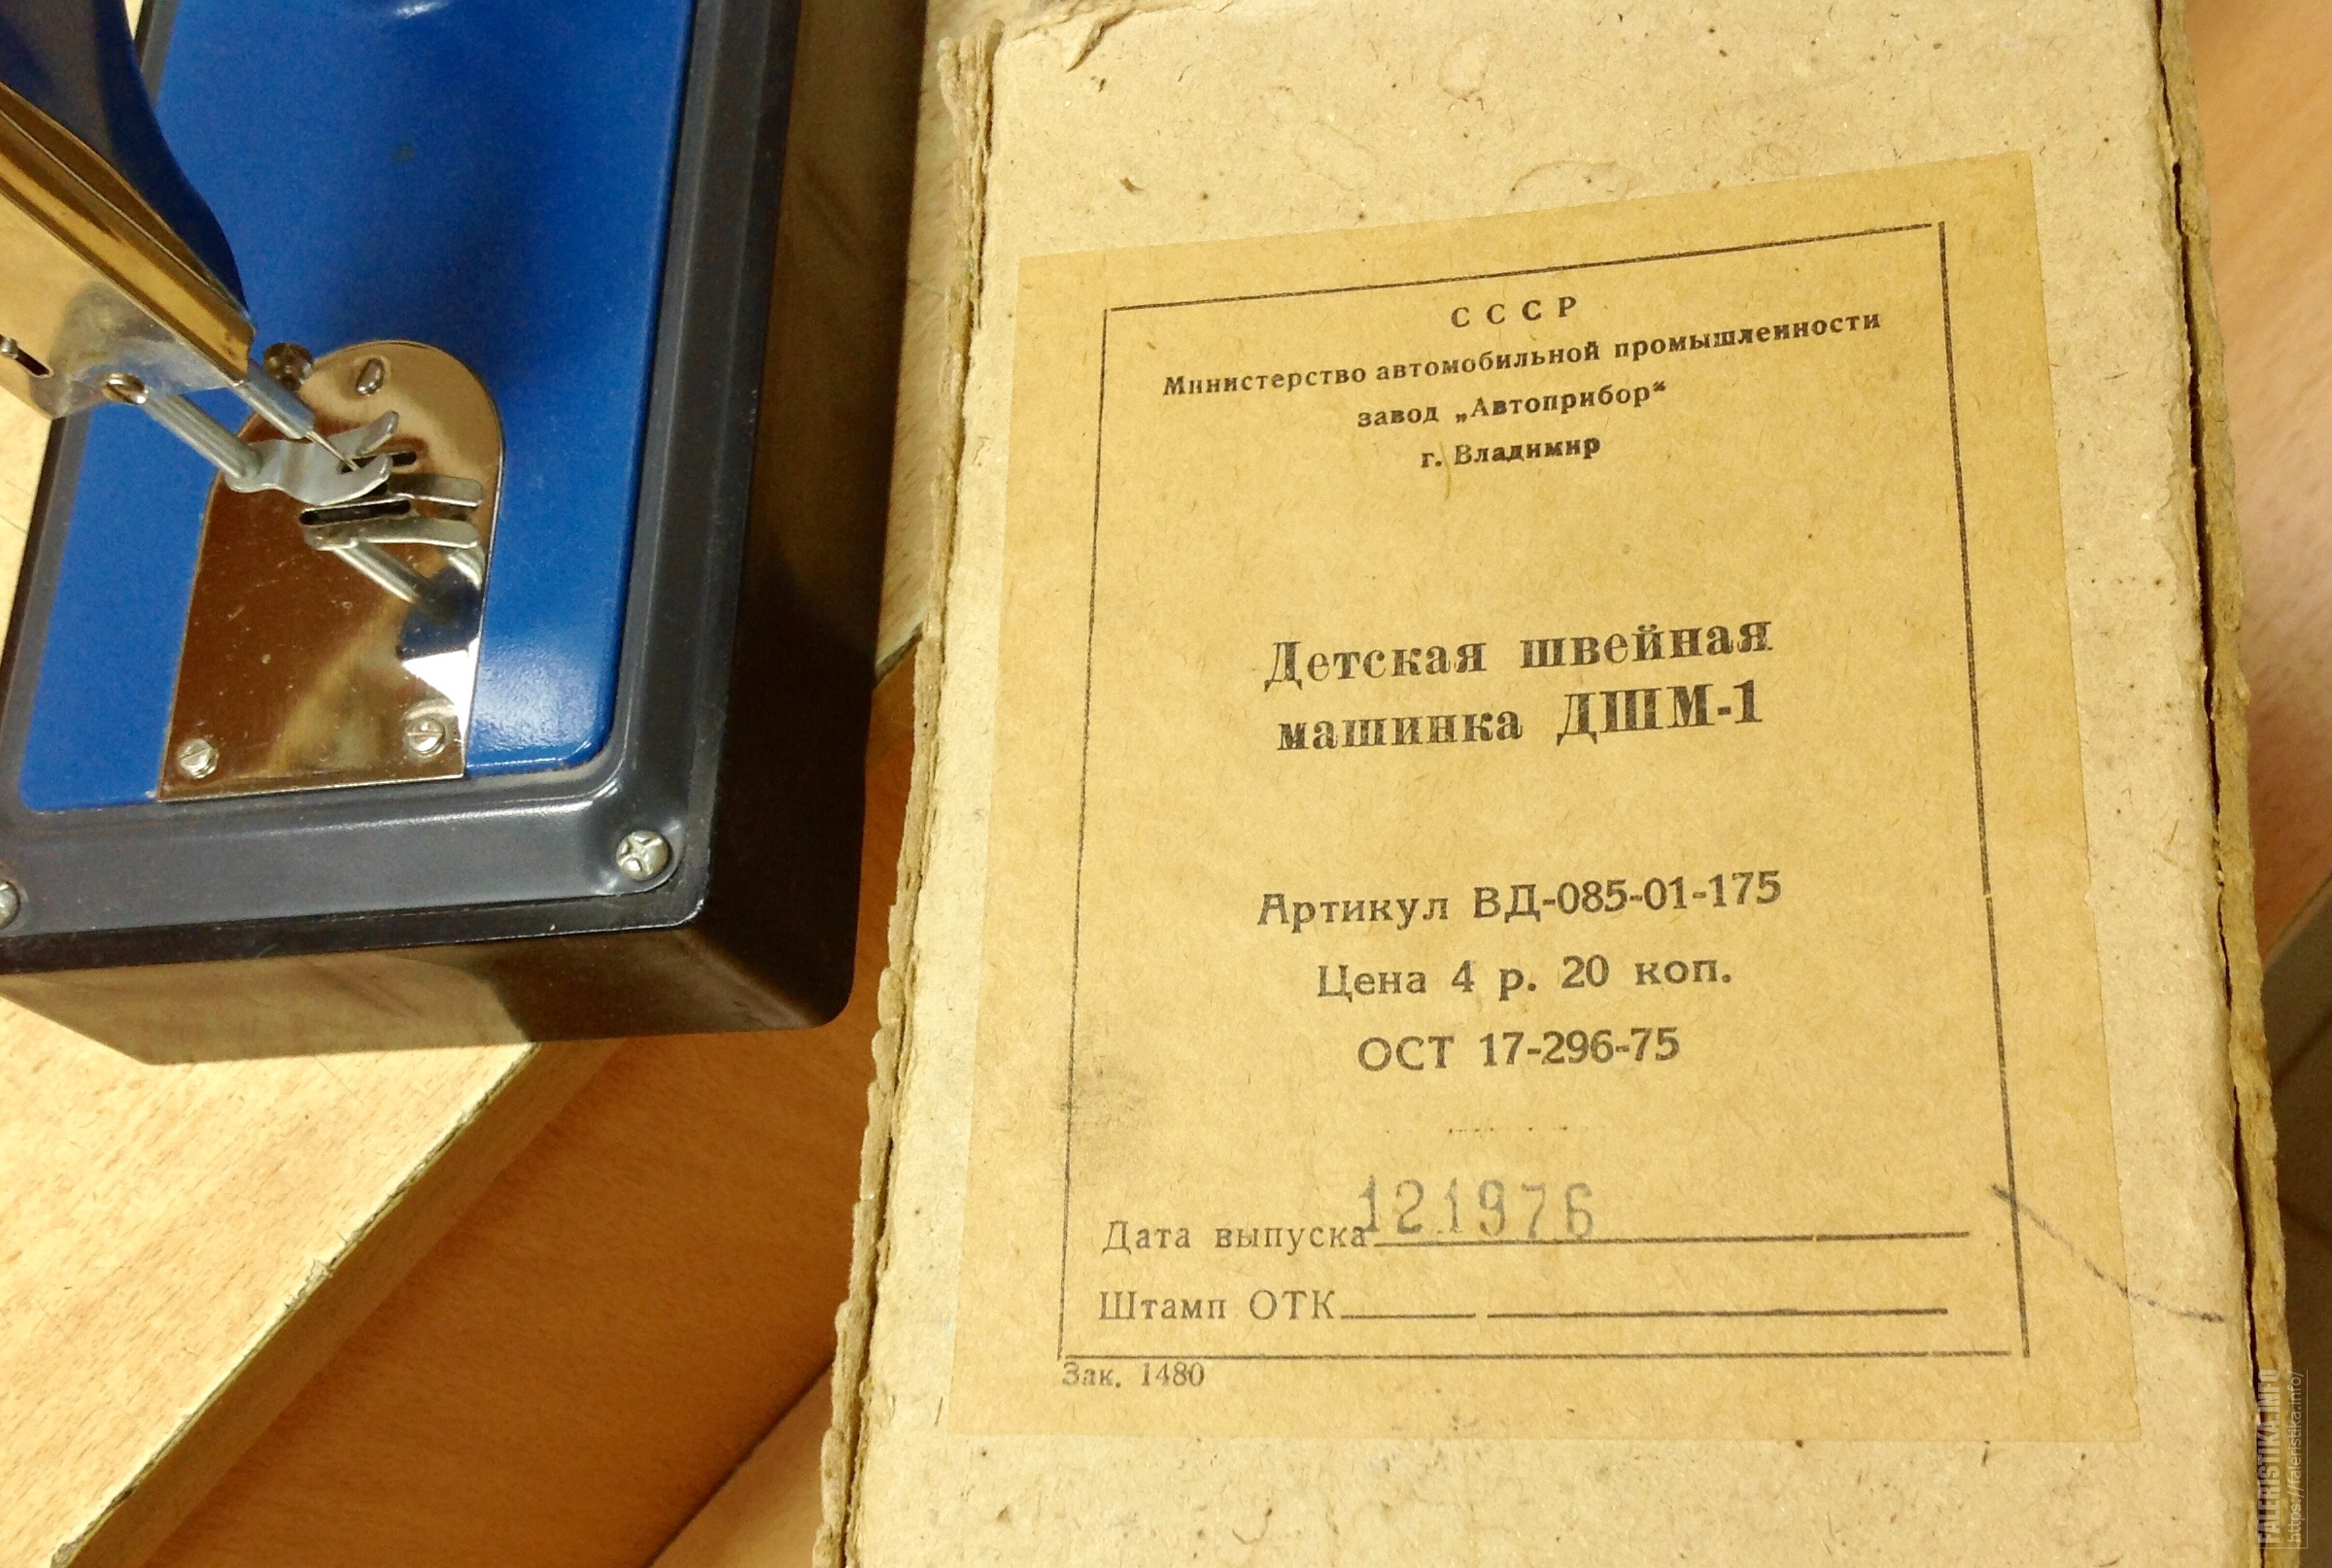 СССР
Министерство автомобильной промышленности
завод „Автоприбор“
г. Владимир
Детская швейная
машинка ДШМ-1
Артикул ВД-085-01-175
Цена 4 р. 20 коп.
ОСТ 17-296-75
Дата выпуска 121976
Штамп ОТК
Зак. 1480
FALERISTIKA.INFO
https://faleristika.info/